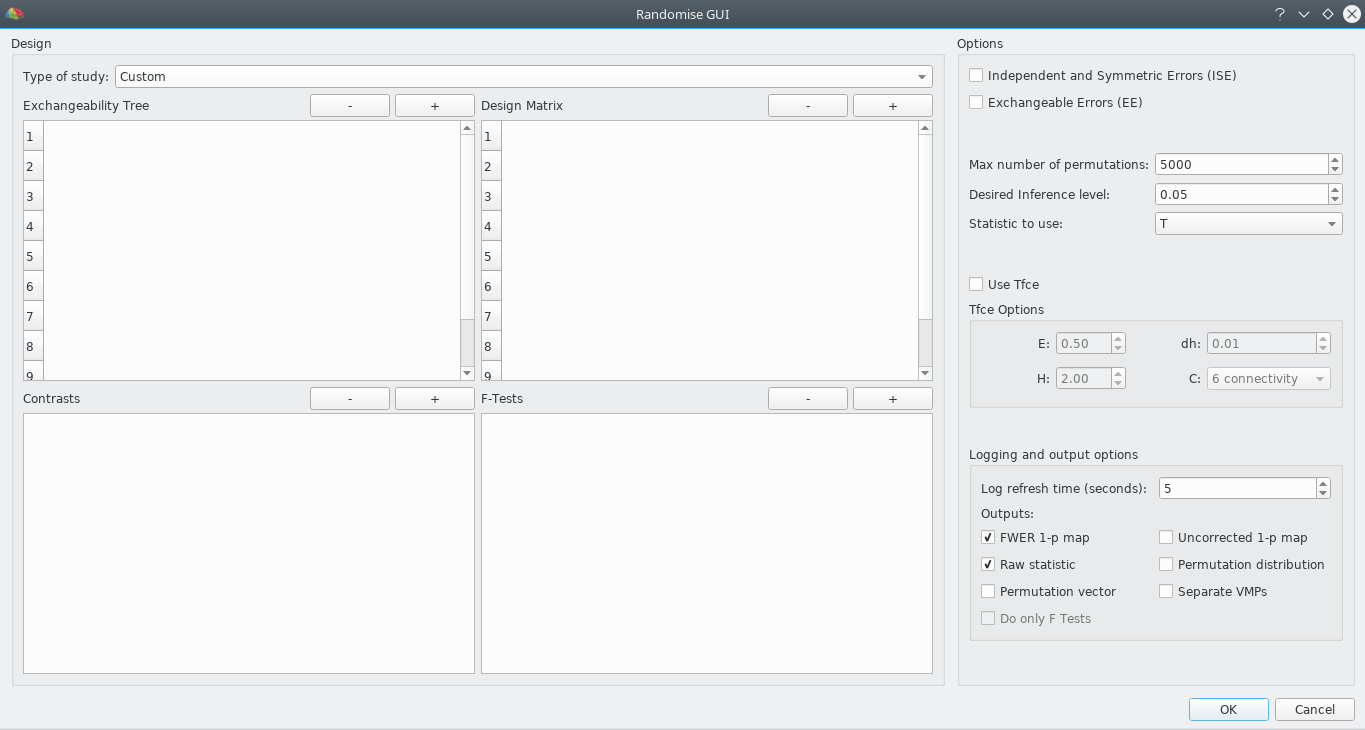 Randomise GUI
?
Design
Type of study: Custom
Exchangeability Tree - +
Design Matrix - +
1
2
3
4
5
6
7
8
9
1
2
3
4
5
6
7
8
9
Contrasts - +
F-Tests - +
Options
Independent and Symmetric Errors (ISE)
Exchangeable Errors (EE)
Max number of permutations: 5000
Desired Inference level: 0.05
Statistic to use: T
Use Tfce
Tfce Options
E: 0.50 dh: 0.01
H: 2.00 C: 6 connectivity
Logging and output options
Log refresh time (seconds): 5
Outputs:
FWER 1-p map Uncorrected 1-p map
Raw statistic Permutation distribution
Permutation vector Separate VMPs
Do only F Tests
OK Cancel